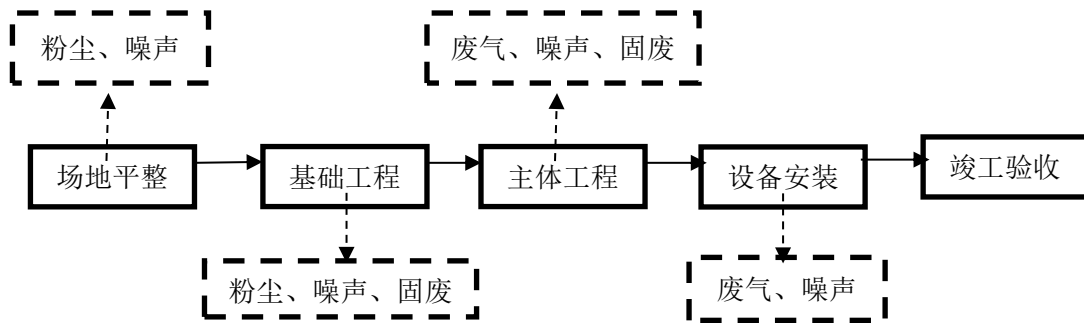 粉尘、噪声
废气、噪声、固废
场地平整
基础工程
主体工程
设备安装
竣工验收
粉尘、噪声、固废
废气、噪声